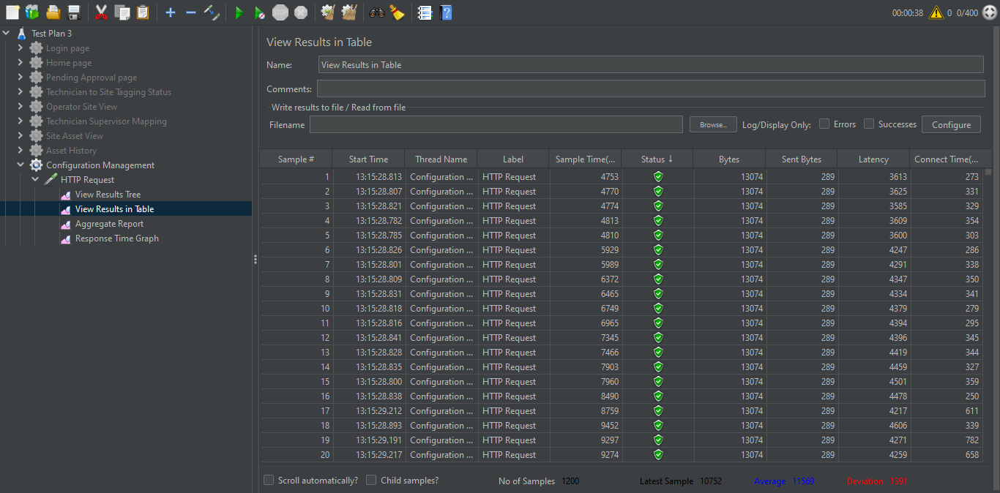 00:00:38 0 0/400
Test Plan 3
Login page
Home page
Pending Approval page
Technician to Site Tagging Status
Operator Site View
Technician Supervisor Mapping
Site Asset View
Asset History
Configuration Management
HTTP Request
View Results Tree
View Results in Table
Aggregate Report
Response Time Graph
View Results in Table
Name: View Results in Table
Comments:
Write results to file / Read from file
Filename Browse... Log/Display Only: Errors Successes Configure
Sample # Start Time Thread Name Label Sample Time(... Status ↓ Bytes Sent Bytes Latency Connect Time(...
1 13:15:28.813 Configuration ... HTTP Request 4753 13074 289 3613 273
2 13:15:28.807 Configuration ... HTTP Request 4770 13074 289 3625 331
3 13:15:28.821 Configuration ... HTTP Request 4774 13074 289 3585 329
4 13:15:28.782 Configuration ... HTTP Request 4813 13074 289 3609 354
5 13:15:28.785 Configuration ... HTTP Request 4810 13074 289 3600 303
6 13:15:28.826 Configuration ... HTTP Request 5929 13074 289 4247 286
7 13:15:28.801 Configuration ... HTTP Request 5989 13074 289 4291 338
8 13:15:28.809 Configuration ... HTTP Request 6372 13074 289 4347 350
9 13:15:28.831 Configuration ... HTTP Request 6465 13074 289 4334 341
10 13:15:28.818 Configuration ... HTTP Request 6749 13074 289 4379 279
11 13:15:28.816 Configuration ... HTTP Request 6965 13074 289 4394 295
12 13:15:28.841 Configuration ... HTTP Request 7345 13074 289 4396 345
13 13:15:28.828 Configuration ... HTTP Request 7466 13074 289 4419 344
14 13:15:28.835 Configuration ... HTTP Request 7903 13074 289 4459 327
15 13:15:28.800 Configuration ... HTTP Request 7960 13074 289 4501 359
16 13:15:28.838 Configuration ... HTTP Request 8490 13074 289 4478 250
17 13:15:29.212 Configuration ... HTTP Request 8759 13074 289 4217 611
18 13:15:28.893 Configuration ... HTTP Request 9452 13074 289 4606 339
19 13:15:29.191 Configuration ... HTTP Request 9297 13074 289 4271 782
20 13:15:29.217 Configuration ... HTTP Request 9274 13074 289 4259 658
Scroll automatically? Child samples? No of Samples 1200 Latest Sample 10752 Average 11569 Deviation 1391